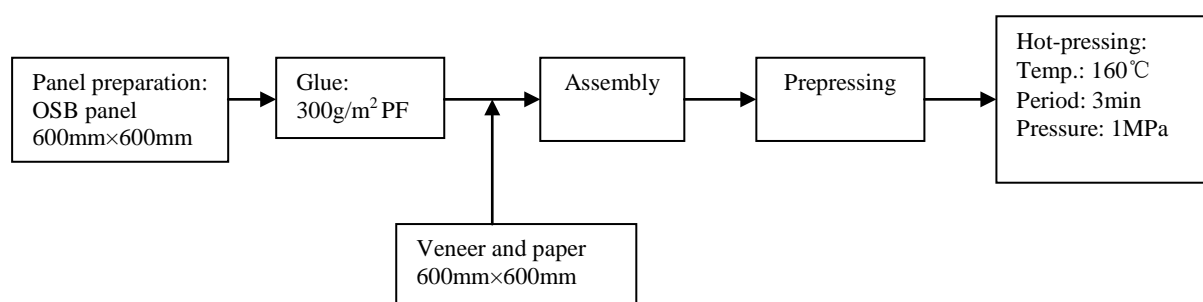 Panel preparation:
OSB panel
600mm×600mm
Glue:
300g/m² PF
Assembly
Prepressing
Hot-pressing:
Temp.: 160℃
Period: 3min
Pressure: 1MPa
Veneer and paper
600mm×600mm